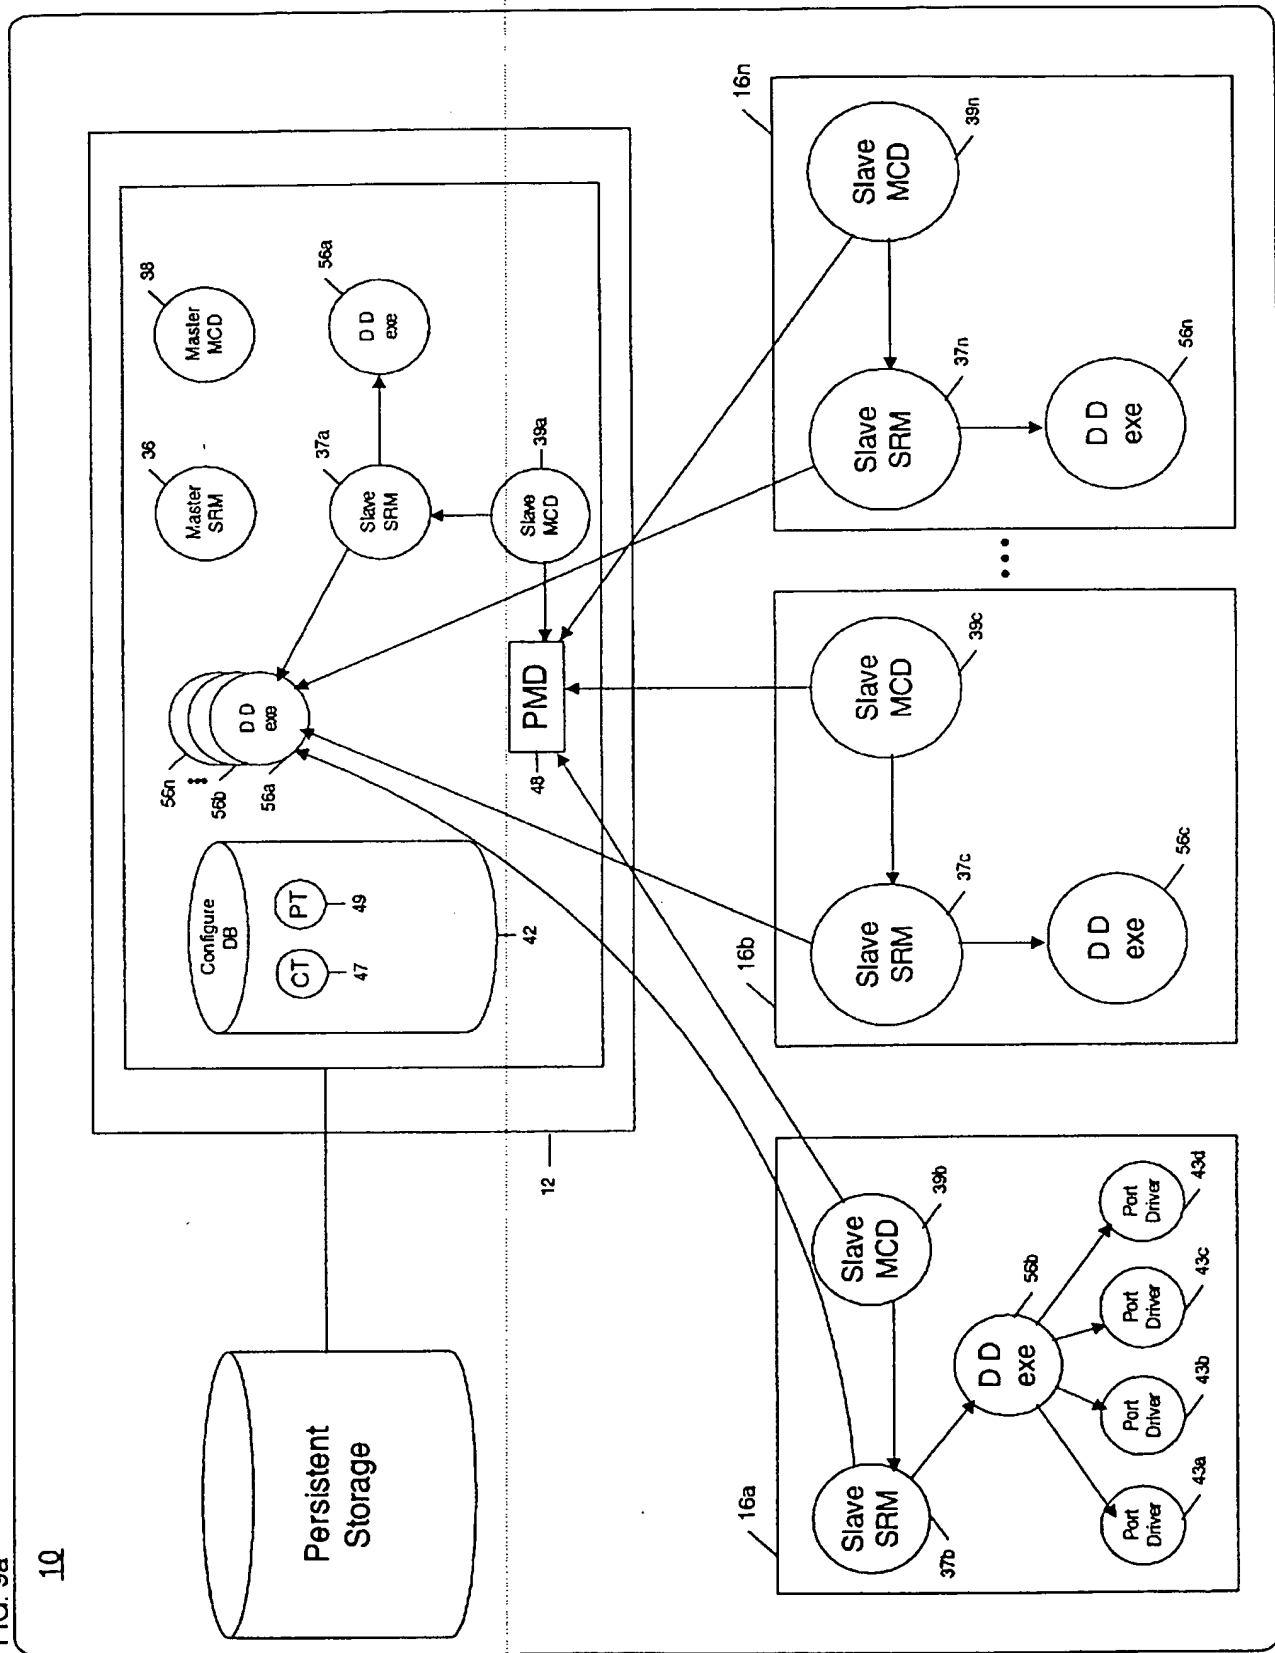 FIG. 9a
10
Persistent
Storage
12
Configure
DB
CT
47
PT
49
42
56n
56b
56a
D D
exe
Master
SRM
36
Master
MCD
38
Slave
SRM
37a
D D
exe
56a
Slave
MCD
39a
PMD
48
16a
Slave
SRM
37b
Slave
MCD
39b
D D
exe
56b
Port
Driver
43a
Port
Driver
43b
Port
Driver
43c
Port
Driver
43d
16b
Slave
SRM
37c
Slave
MCD
39c
D D
exe
56c
16n
Slave
SRM
37n
Slave
MCD
39n
D D
exe
56n